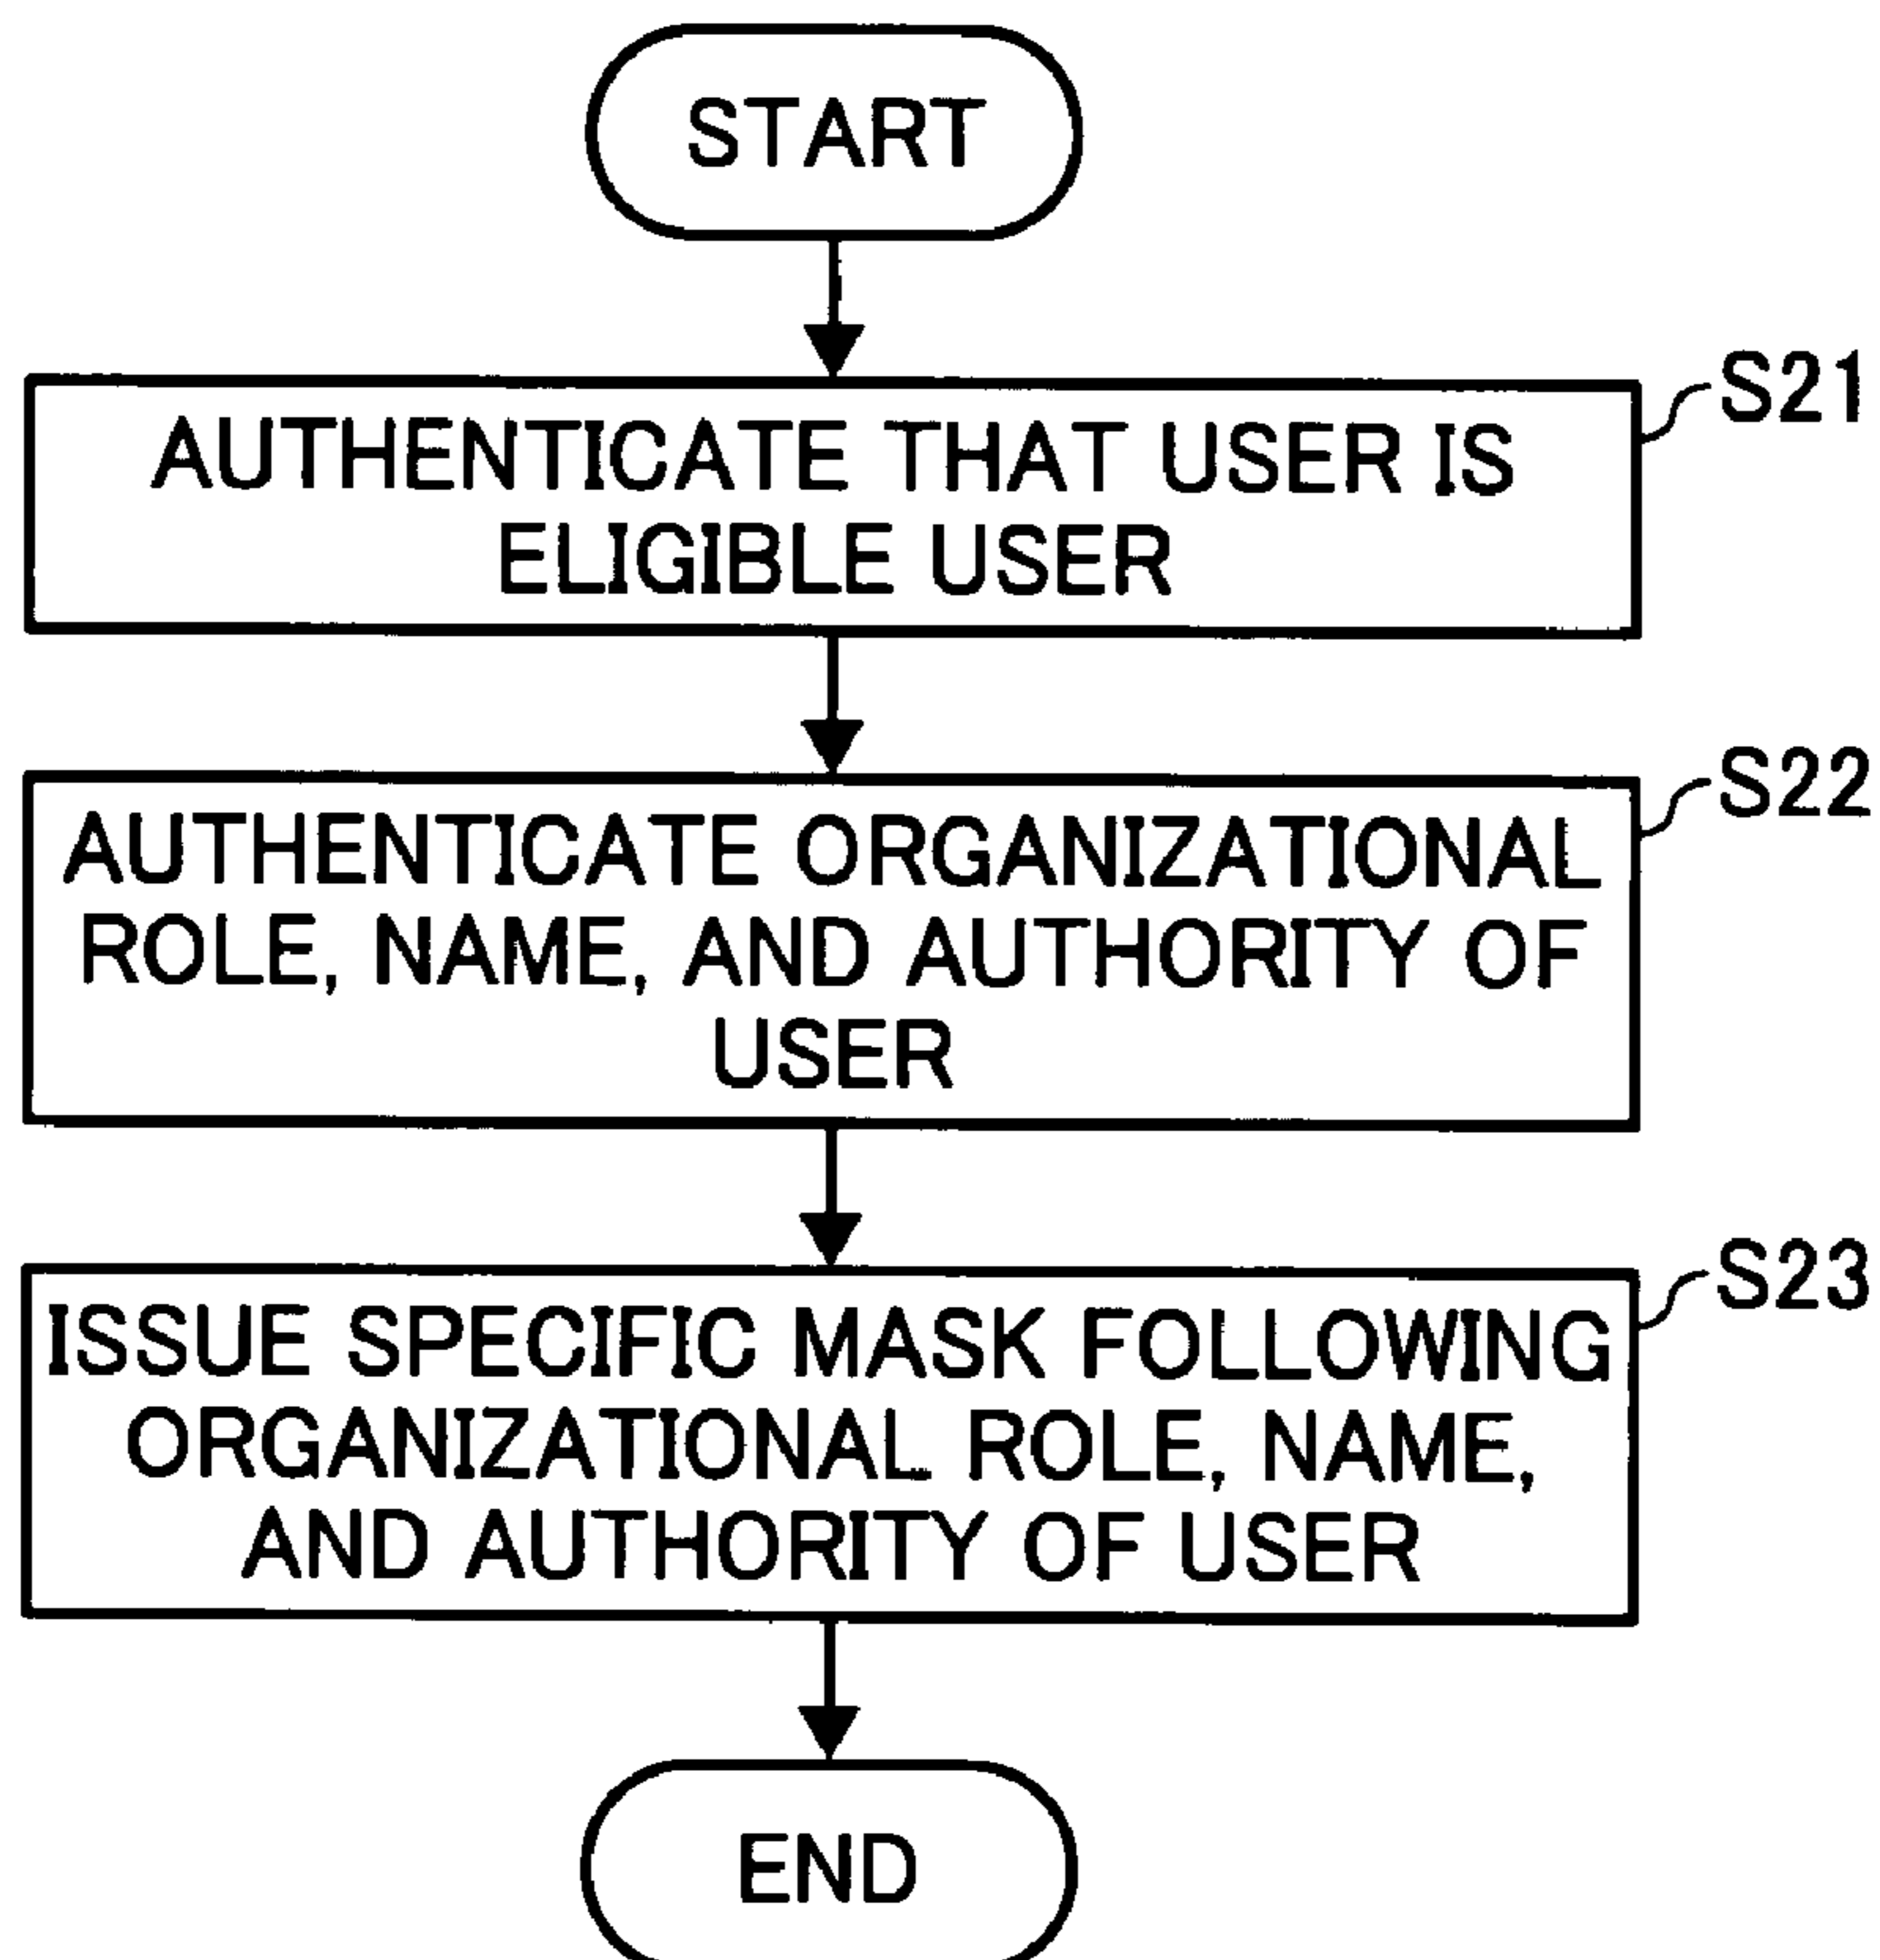 START
S21
AUTHENTICATE THAT USER IS
ELIGIBLE USER
S22
AUTHENTICATE ORGANIZATIONAL
ROLE, NAME, AND AUTHORITY OF
USER
S23
ISSUE SPECIFIC MASK FOLLOWING
ORGANIZATIONAL ROLE, NAME,
AND AUTHORITY OF USER
END